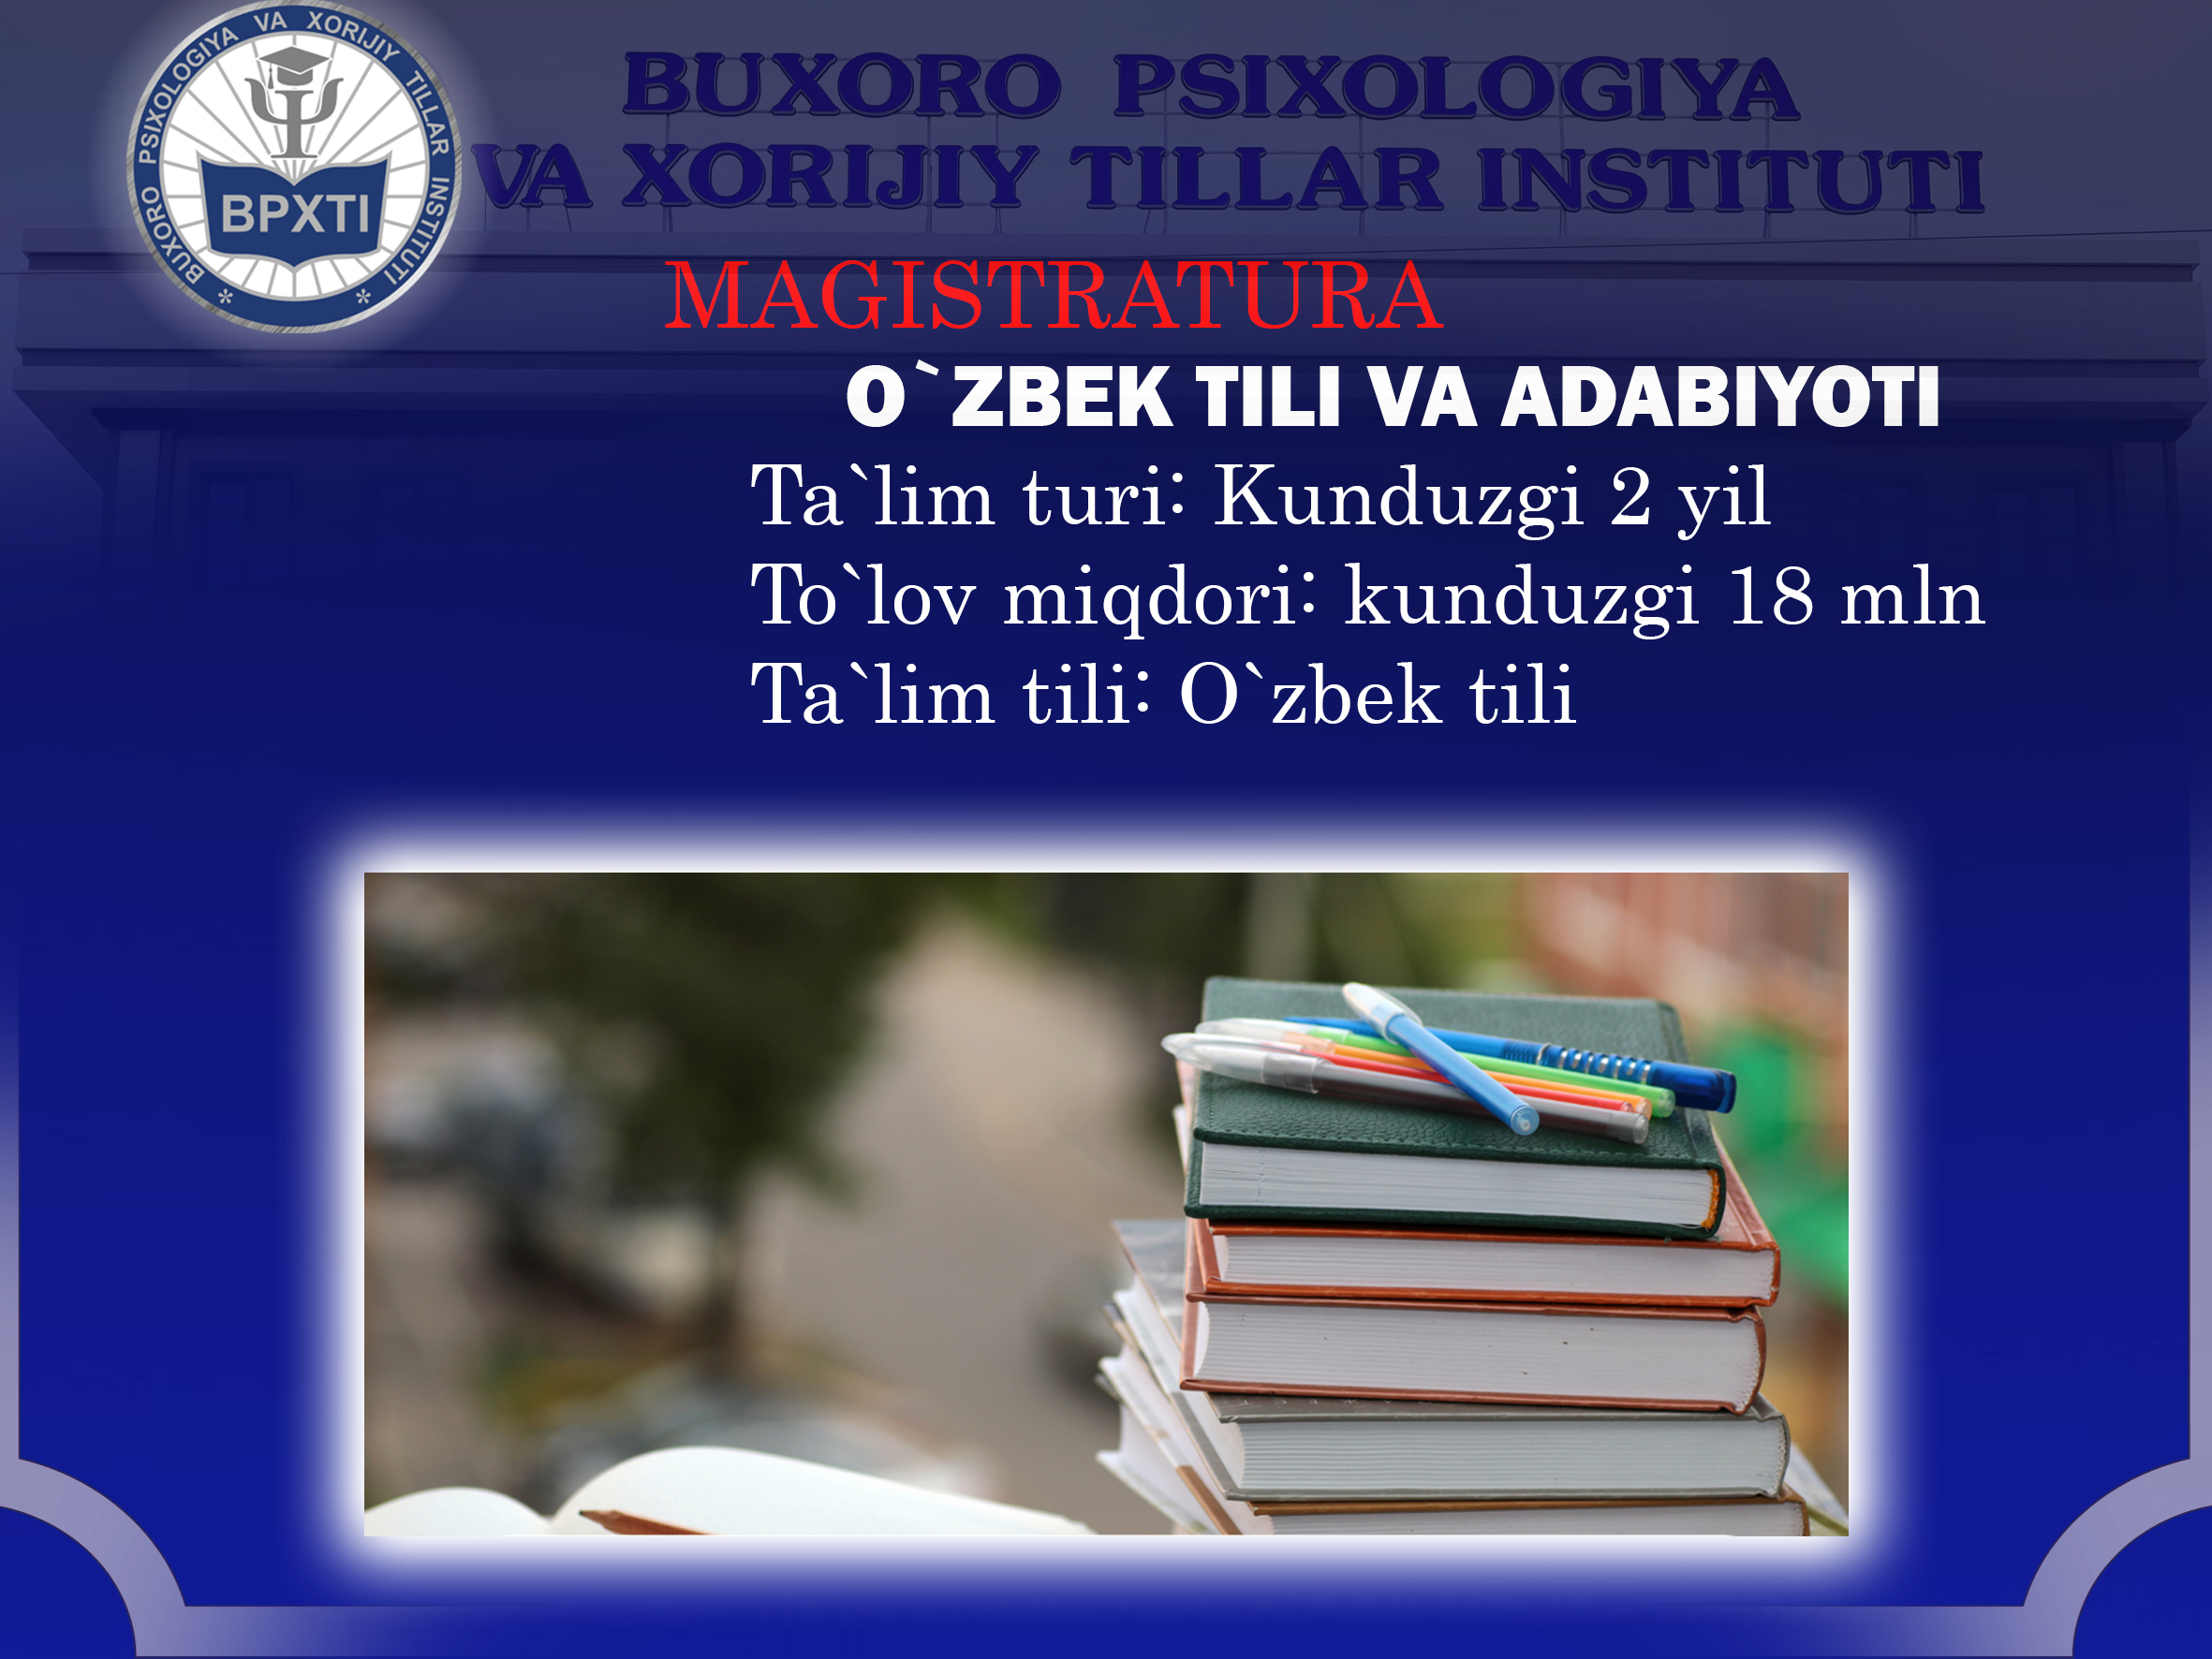 BUXORO PSIXOLOGIYA VA XORIJIY TILLAR INSTITUTI
BPXTI
BUXORO PSIXOLOGIYA
VA XORIJIY TILLAR INSTITUTI
MAGISTRATURA
O`ZBEK TILI VA ADABIYOTI
Ta`lim turi: Kunduzgi 2 yil
To`lov miqdori: kunduzgi 18 mln
Ta`lim tili: O`zbek tili